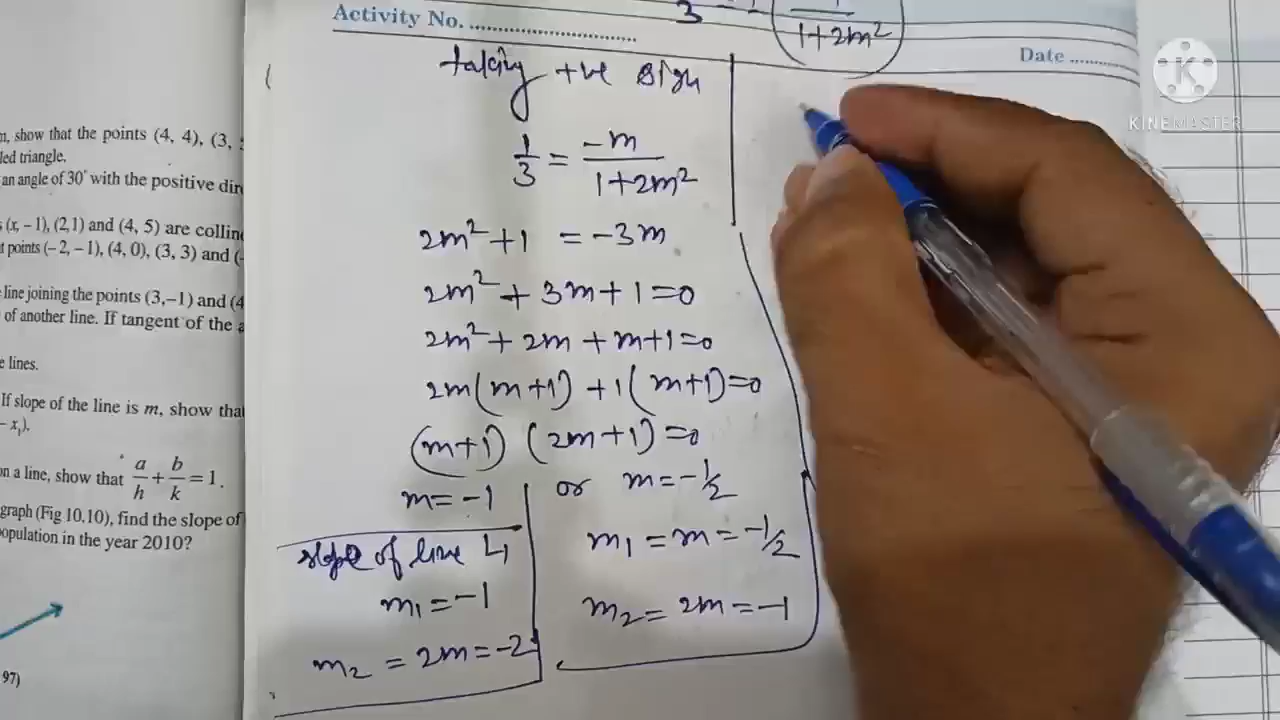 Activity No. ..............................
Date ..........
3
1+2m²
KINEMASTER
taking +ve sign
1/3 = -m/(1+2m²)
2m²+1 = -3m
2m² + 3m+1=0
2m²+2m +m+1=0
2m(m+1) +1(m+1)=0
(m+1) (2m+1)=0
m= -1 or m=-1/2
slope of line L₁
m₁ = -1
m₂ = 2m = -2
m₁ = m = -1/2
m₂ = 2m = -1
n, show that the points (4, 4), (3,
led triangle.
an angle of 30° with the positive dir
(x, – 1), (2,1) and (4, 5) are collin
t points (– 2, – 1), (4, 0), (3, 3) and (–
line joining the points (3,–1) and (4
of another line. If tangent of the a
e lines.
If slope of the line is m, show tha
– x₁).
on a line, show that a/h + b/k = 1.
graph (Fig 10.10), find the slope of
opulation in the year 2010?
97)